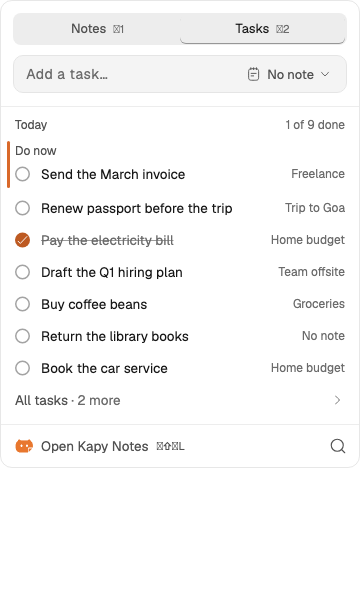 Notes 1
Tasks 2
Add a task...
No note
Today
1 of 9 done
Do now
Send the March invoice
Freelance
Renew passport before the trip
Trip to Goa
Pay the electricity bill
Home budget
Draft the Q1 hiring plan
Team offsite
Buy coffee beans
Groceries
Return the library books
No note
Book the car service
Home budget
All tasks · 2 more
Open Kapy Notes ⇧L